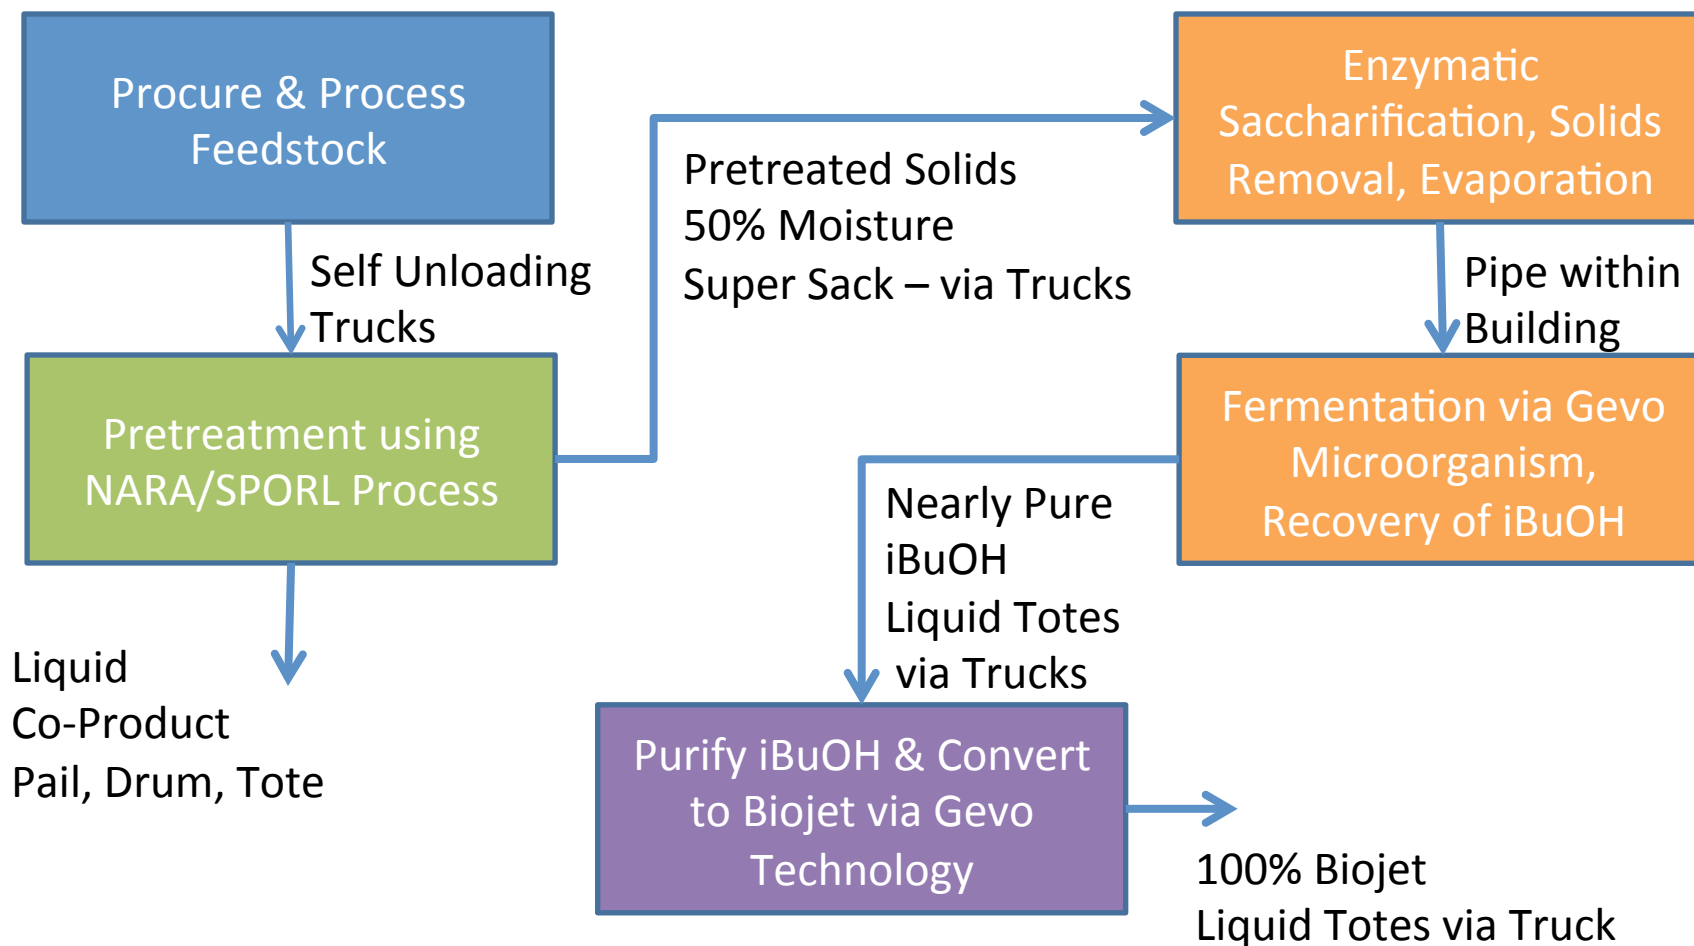 Procure & Process
Feedstock
Self Unloading
Trucks
Pretreatment using
NARA/SPORL Process
Liquid
Co-Product
Pail, Drum, Tote
Pretreated Solids
50% Moisture
Super Sack – via Trucks
Enzymatic
Saccharification, Solids
Removal, Evaporation
Pipe within
Building
Fermentation via Gevo
Microorganism,
Recovery of iBuOH
Nearly Pure
iBuOH
Liquid Totes
via Trucks
Purify iBuOH & Convert
to Biojet via Gevo
Technology
100% Biojet
Liquid Totes via Truck